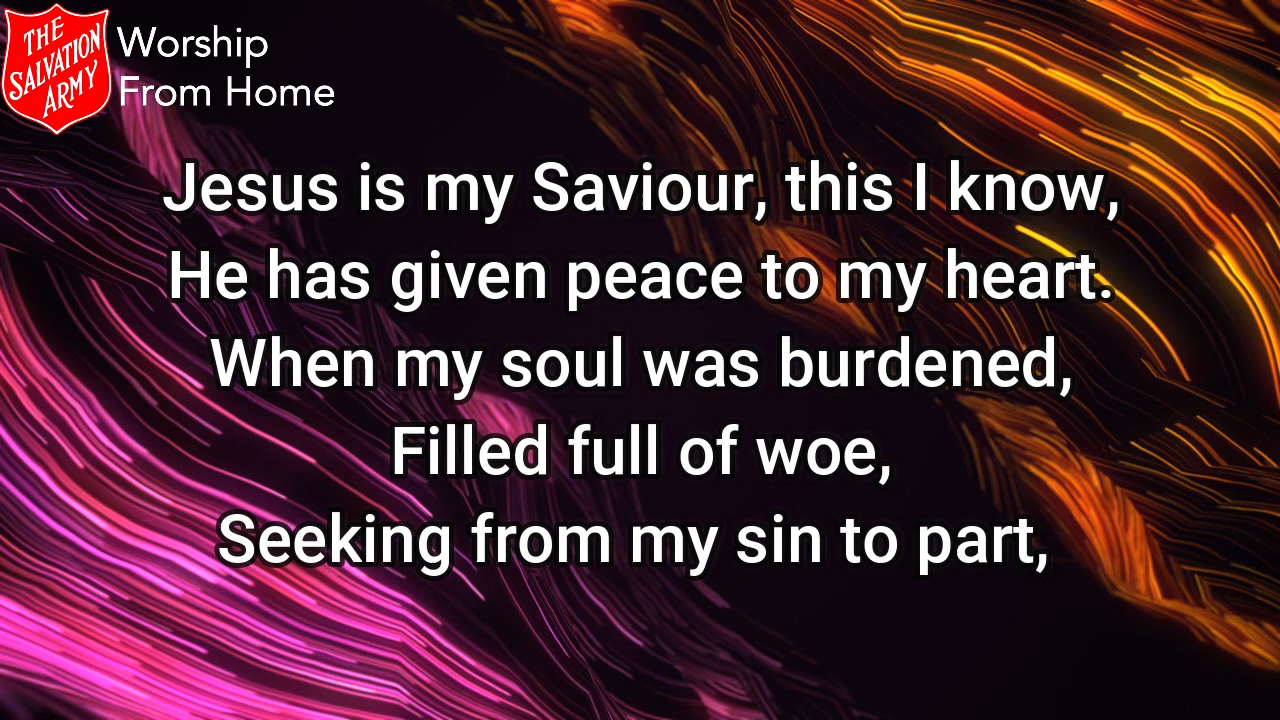 THE
SALVATION
ARMY
Worship
From Home
Jesus is my Saviour, this I know,
He has given peace to my heart.
When my soul was burdened,
Filled full of woe,
Seeking from my sin to part,